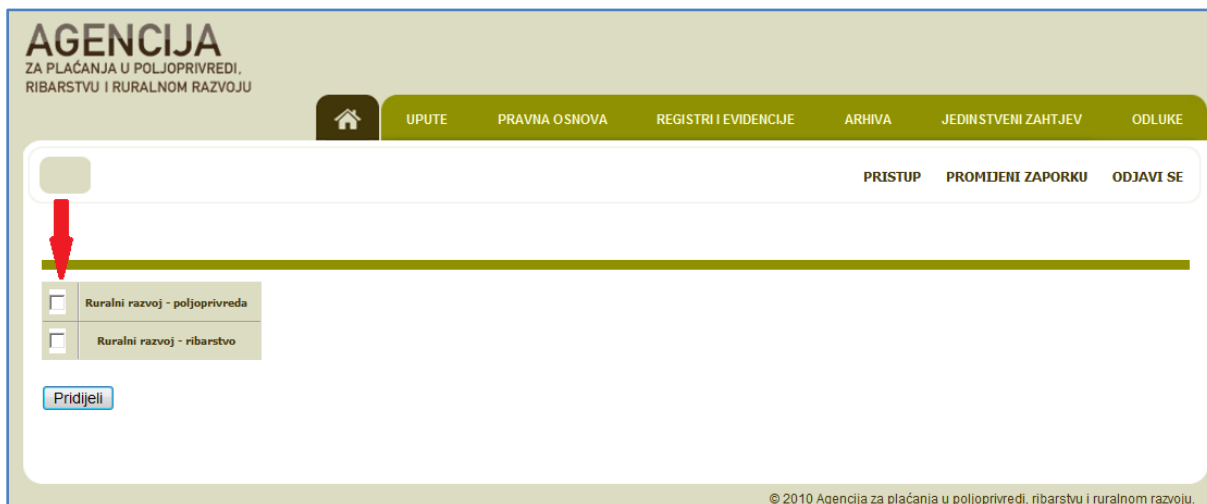 AGENCIJA
ZA PLAĆANJA U POLJOPRIVREDI,
RIBARSTVU I RURALNOM RAZVOJU
UPUTE PRAVNA OSNOVA REGISTRI I EVIDENCIJE ARHIVA JEDINSTVENI ZAHTJEV ODLUKE
PRISTUP PROMIJENI ZAPORKU ODJAVI SE
Ruralni razvoj - poljoprivreda
Ruralni razvoj - ribarstvo
Pridijeli
© 2010 Agencija za plaćanja u poljoprivredi, ribarstvu i ruralnom razvoju.